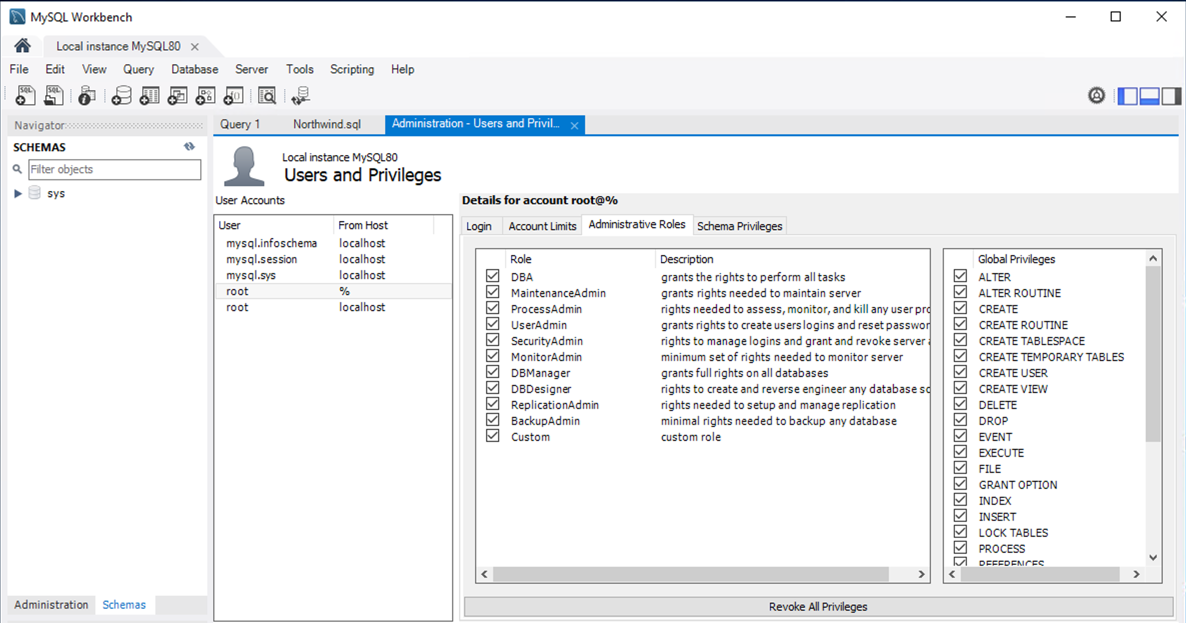 MySQL Workbench
Local instance MySQL80
File Edit View Query Database Server Tools Scripting Help
Navigator
SCHEMAS
Filter objects
sys
Administration Schemas
Query 1 Northwind.sql Administration - Users and Privil...
Local instance MySQL80
Users and Privileges
User Accounts
User From Host
mysql.infoschema localhost
mysql.session localhost
mysql.sys localhost
root %
root localhost
Details for account root@%
Login Account Limits Administrative Roles Schema Privileges
Role Description
DBA grants the rights to perform all tasks
MaintenanceAdmin grants rights needed to maintain server
ProcessAdmin rights needed to assess, monitor, and kill any user pro
UserAdmin grants rights to create users logins and reset passwor
SecurityAdmin rights to manage logins and grant and revoke server
MonitorAdmin minimum set of rights needed to monitor server
DBManager grants full rights on all databases
DBDesigner rights to create and reverse engineer any database sc
ReplicationAdmin rights needed to setup and manage replication
BackupAdmin minimal rights needed to backup any database
Custom custom role
Global Privileges
ALTER
ALTER ROUTINE
CREATE
CREATE ROUTINE
CREATE TABLESPACE
CREATE TEMPORARY TABLES
CREATE USER
CREATE VIEW
DELETE
DROP
EVENT
EXECUTE
FILE
GRANT OPTION
INDEX
INSERT
LOCK TABLES
PROCESS
REFERENCES
Revoke All Privileges